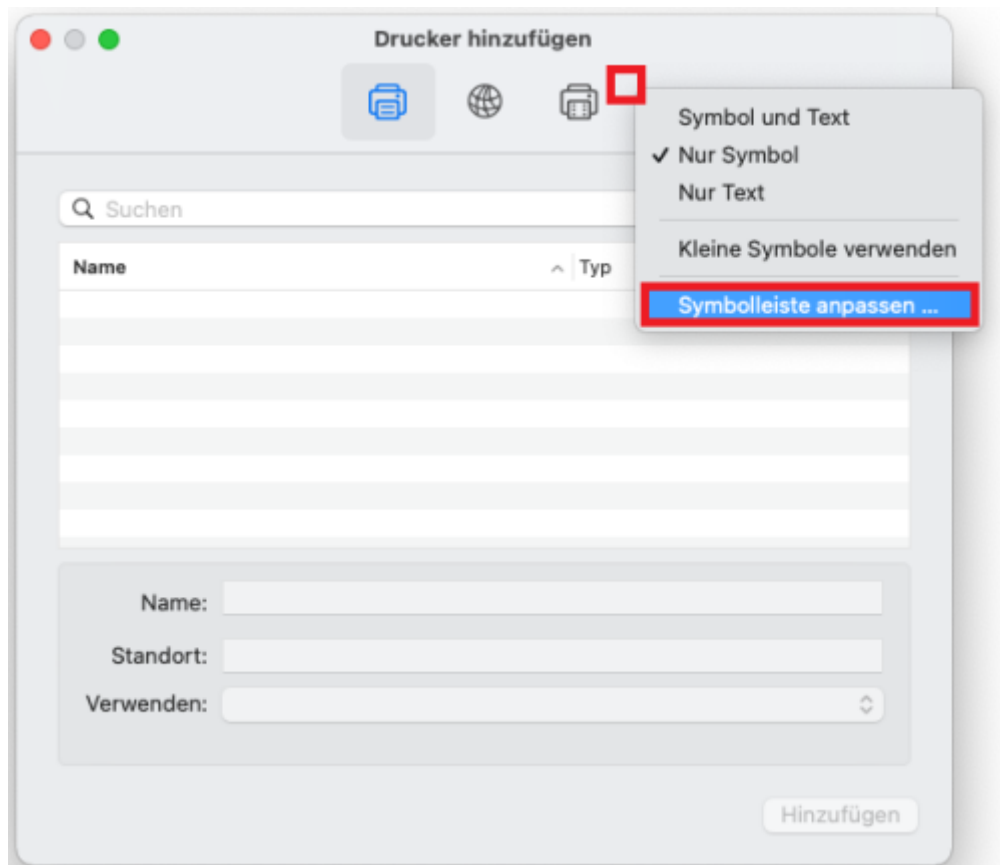 Drucker hinzufügen
Symbol und Text
Nur Symbol
Nur Text
Kleine Symbole verwenden
Symbolleiste anpassen ...
Suchen
Name
Typ
Name:
Standort:
Verwenden:
Hinzufügen